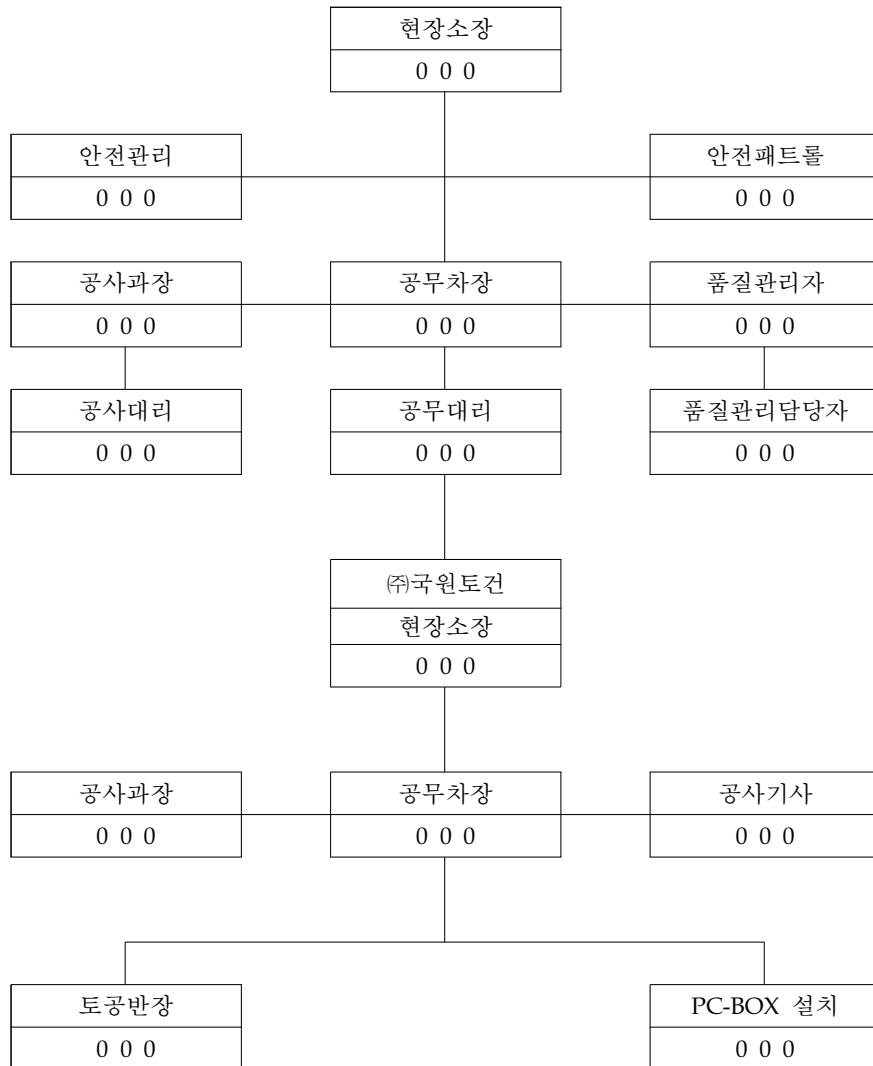 현장소장
0 0 0
안전관리 안전패트롤
0 0 0 0 0 0
공사과장 공무차장 품질관리자
0 0 0 0 0 0 0 0 0
공사대리 공무대리 품질관리담당자
0 0 0 0 0 0 0 0 0
㈜국원토건
현장소장
0 0 0
공사과장 공무차장 공사기사
0 0 0 0 0 0 0 0 0
토공반장 PC-BOX 설치
0 0 0 0 0 0